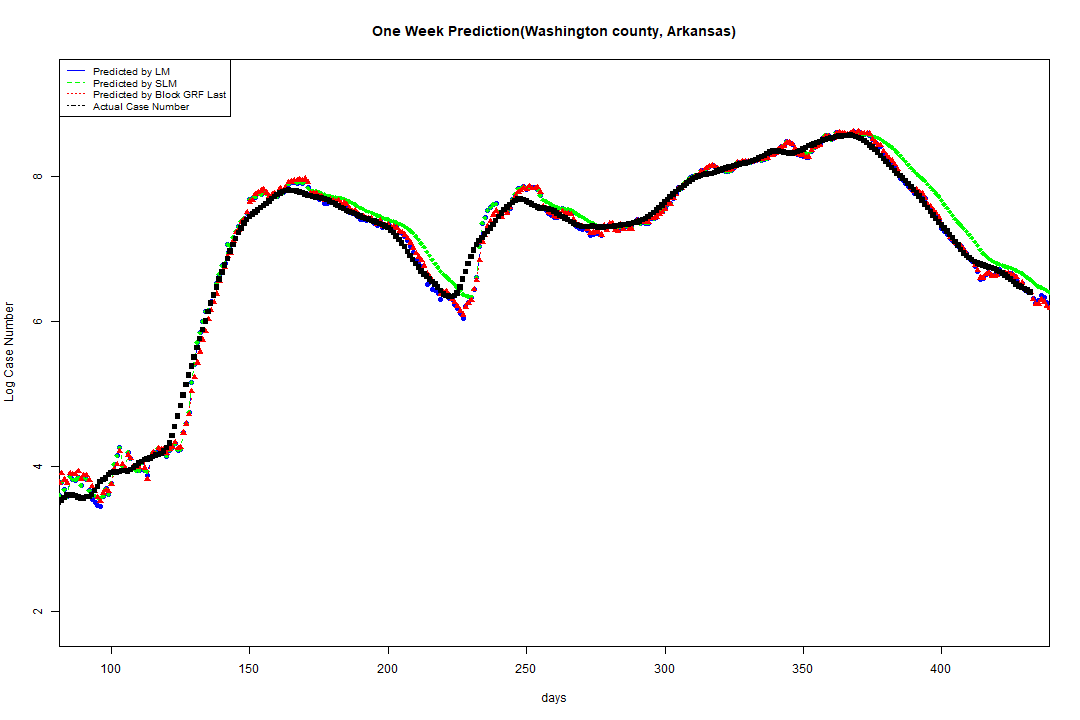 One Week Prediction(Washington county, Arkansas)
Predicted by LM
Predicted by SLM
Predicted by Block GRF Last
Actual Case Number
8
6
4
2
Log Case Number
100 150 200 250 300 350 400
days